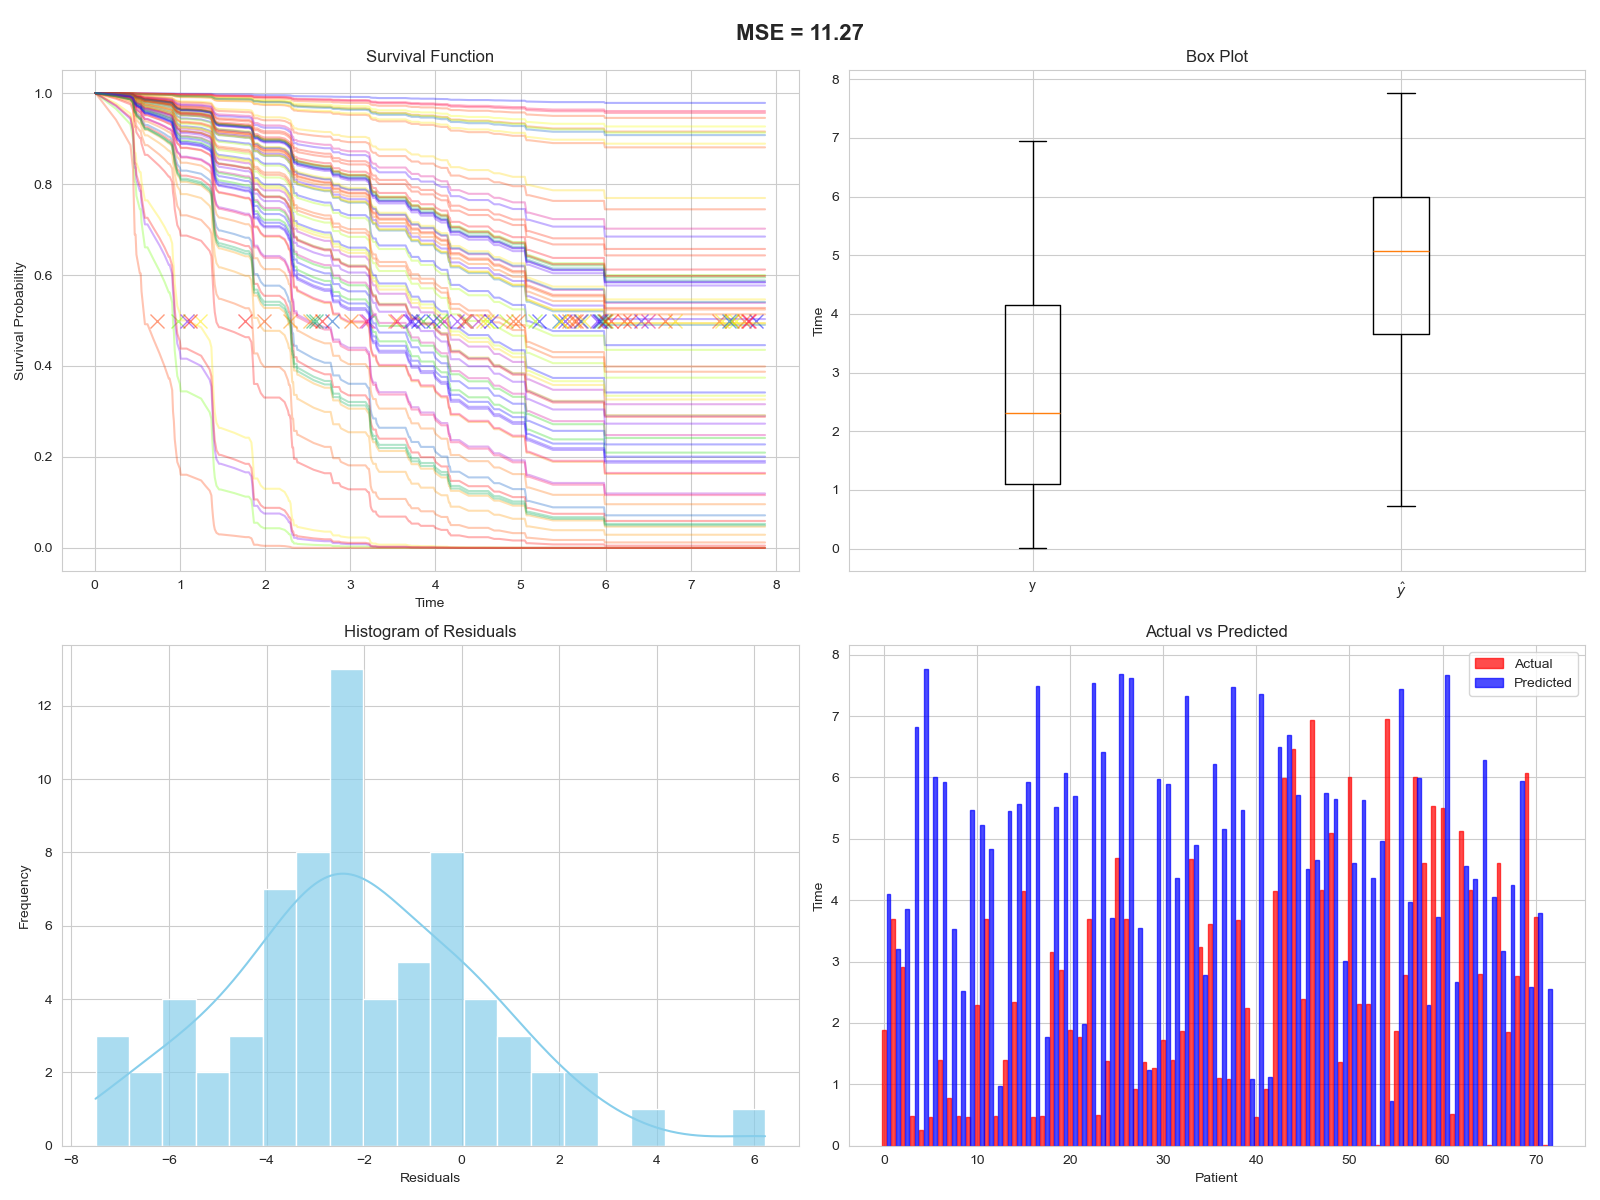 MSE = 11.27
Survival Function
Survival Probability
1.0
0.8
0.6
0.4
0.2
0.0
0 1 2 3 4 5 6 7 8
Time
Box Plot
Time
8
7
6
5
4
3
2
1
0
y ŷ
Histogram of Residuals
Frequency
12
10
8
6
4
2
0
−8 −6 −4 −2 0 2 4 6
Residuals
Actual vs Predicted
Actual
Predicted
Time
8
7
6
5
4
3
2
1
0
0 10 20 30 40 50 60 70
Patient